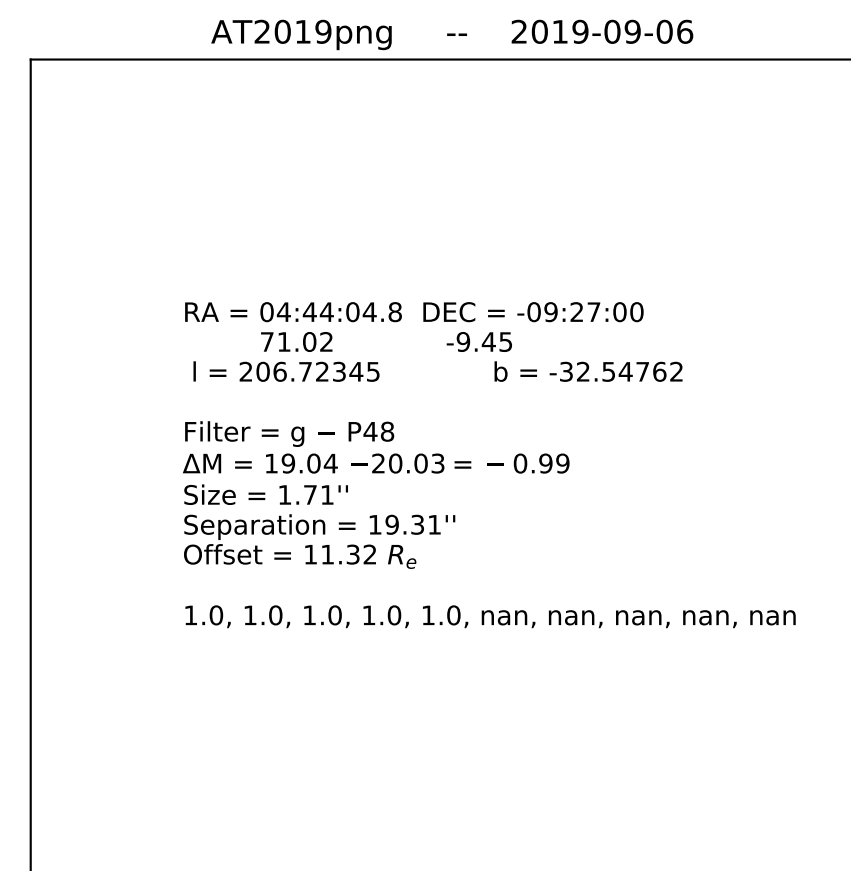 AT2019png -- 2019-09-06
RA = 04:44:04.8 DEC = -09:27:00
71.02 -9.45
l = 206.72345 b = -32.54762
Filter = g − P48
ΔM = 19.04 −20.03 = − 0.99
Size = 1.71''
Separation = 19.31''
Offset = 11.32 Re
1.0, 1.0, 1.0, 1.0, 1.0, nan, nan, nan, nan, nan